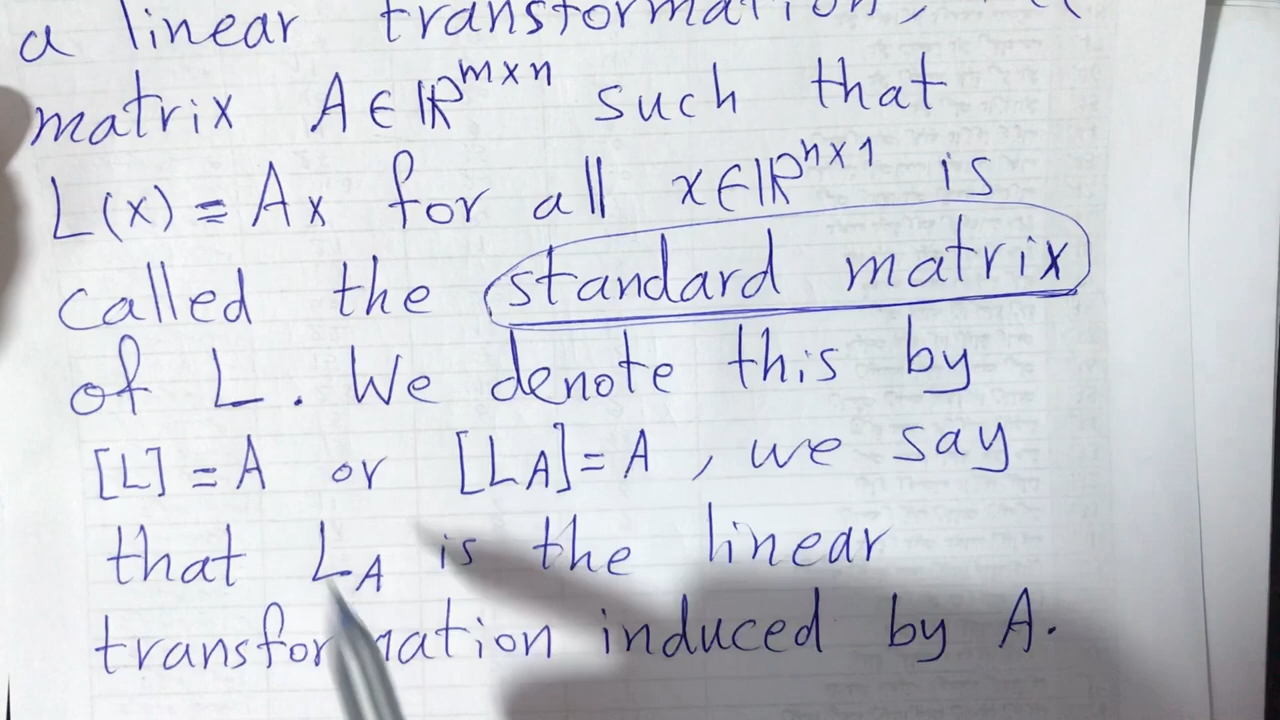 a linear transformation,
matrix A ∈ ℝ^{m×n} such that
L(x) = Ax for all x ∈ ℝ^{n×1} is
called the standard matrix
of L. We denote this by
[L] = A or [L_A] = A, we say
that L_A is the linear
transformation induced by A.